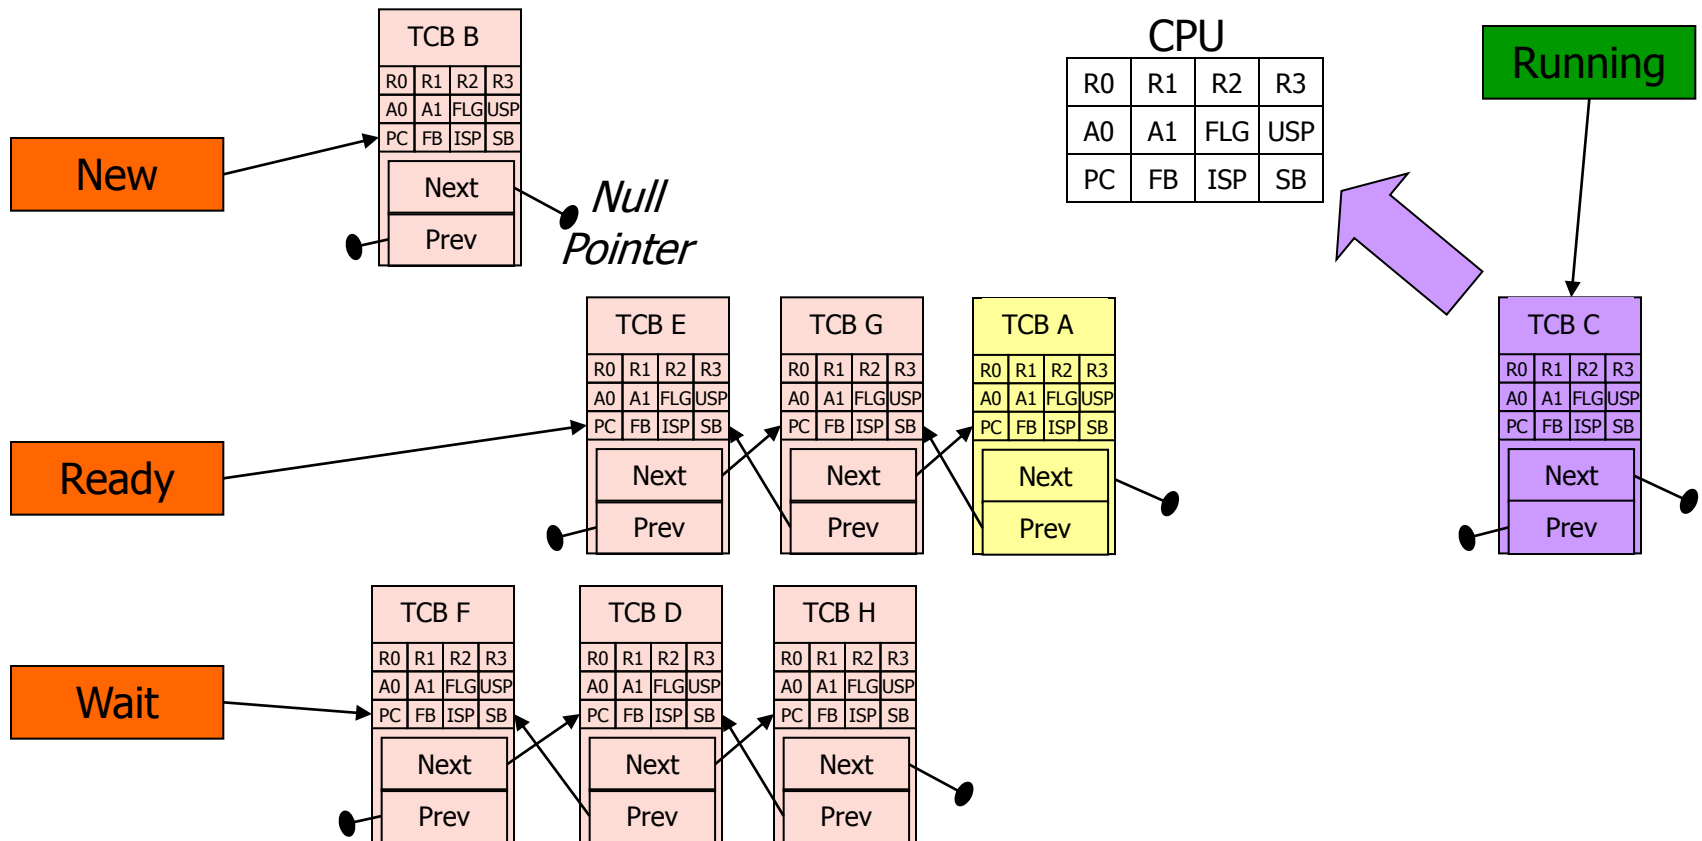 TCB B
R0 R1 R2 R3
A0 A1 FLG USP
PC FB ISP SB
Next
Prev
New
Null
Pointer
CPU
R0 R1 R2 R3
A0 A1 FLG USP
PC FB ISP SB
Running
Ready
TCB E
R0 R1 R2 R3
A0 A1 FLG USP
PC FB ISP SB
Next
Prev
TCB G
R0 R1 R2 R3
A0 A1 FLG USP
PC FB ISP SB
Next
Prev
TCB A
R0 R1 R2 R3
A0 A1 FLG USP
PC FB ISP SB
Next
Prev
TCB C
R0 R1 R2 R3
A0 A1 FLG USP
PC FB ISP SB
Next
Prev
Wait
TCB F
R0 R1 R2 R3
A0 A1 FLG USP
PC FB ISP SB
Next
Prev
TCB D
R0 R1 R2 R3
A0 A1 FLG USP
PC FB ISP SB
Next
Prev
TCB H
R0 R1 R2 R3
A0 A1 FLG USP
PC FB ISP SB
Next
Prev